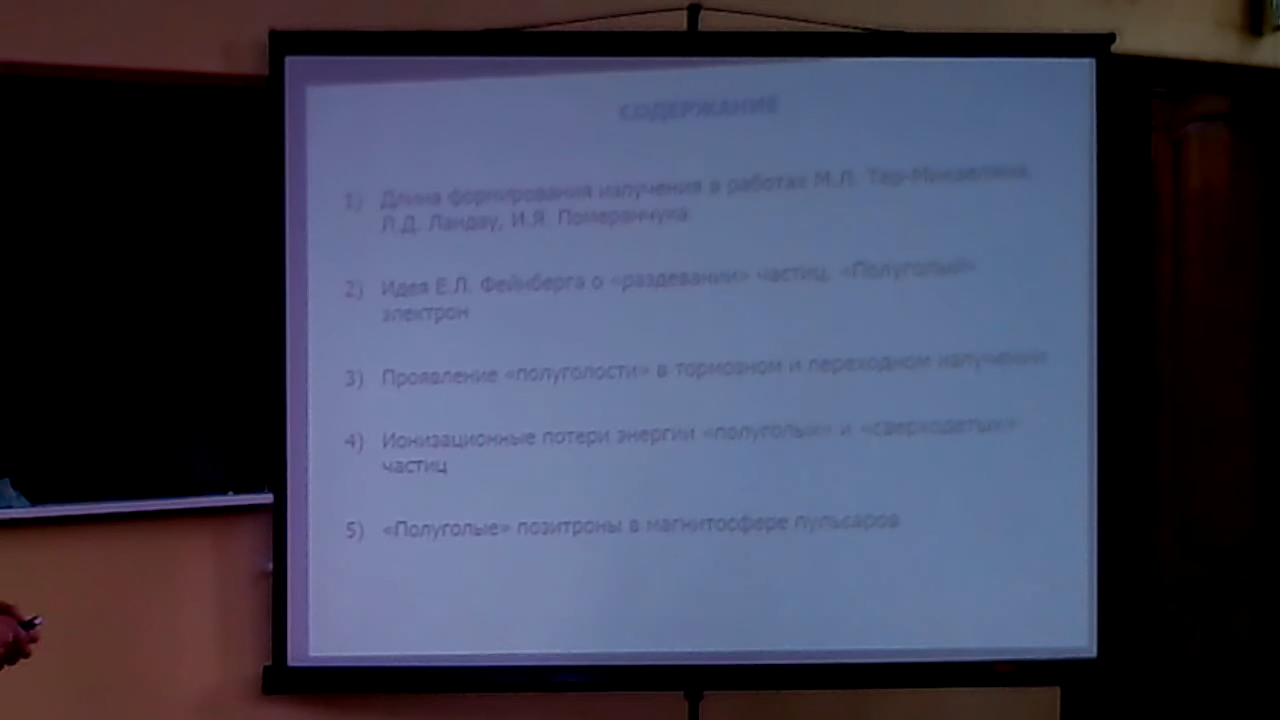 СОДЕРЖАНИЕ
1) Длина формирования излучения в работах М.Л. Тер-Микаеляна,
Л.Д. Ландау, И.Я. Померанчука
2) Идея Е.Л. Фейнберга о «раздевании» частиц. «Полуголый»
электрон
3) Проявление «полуголости» в тормозном и переходном излучении
4) Ионизационные потери энергии «полуголых» и «сверходетых»
частиц
5) «Полуголые» позитроны в магнитосфере пульсаров